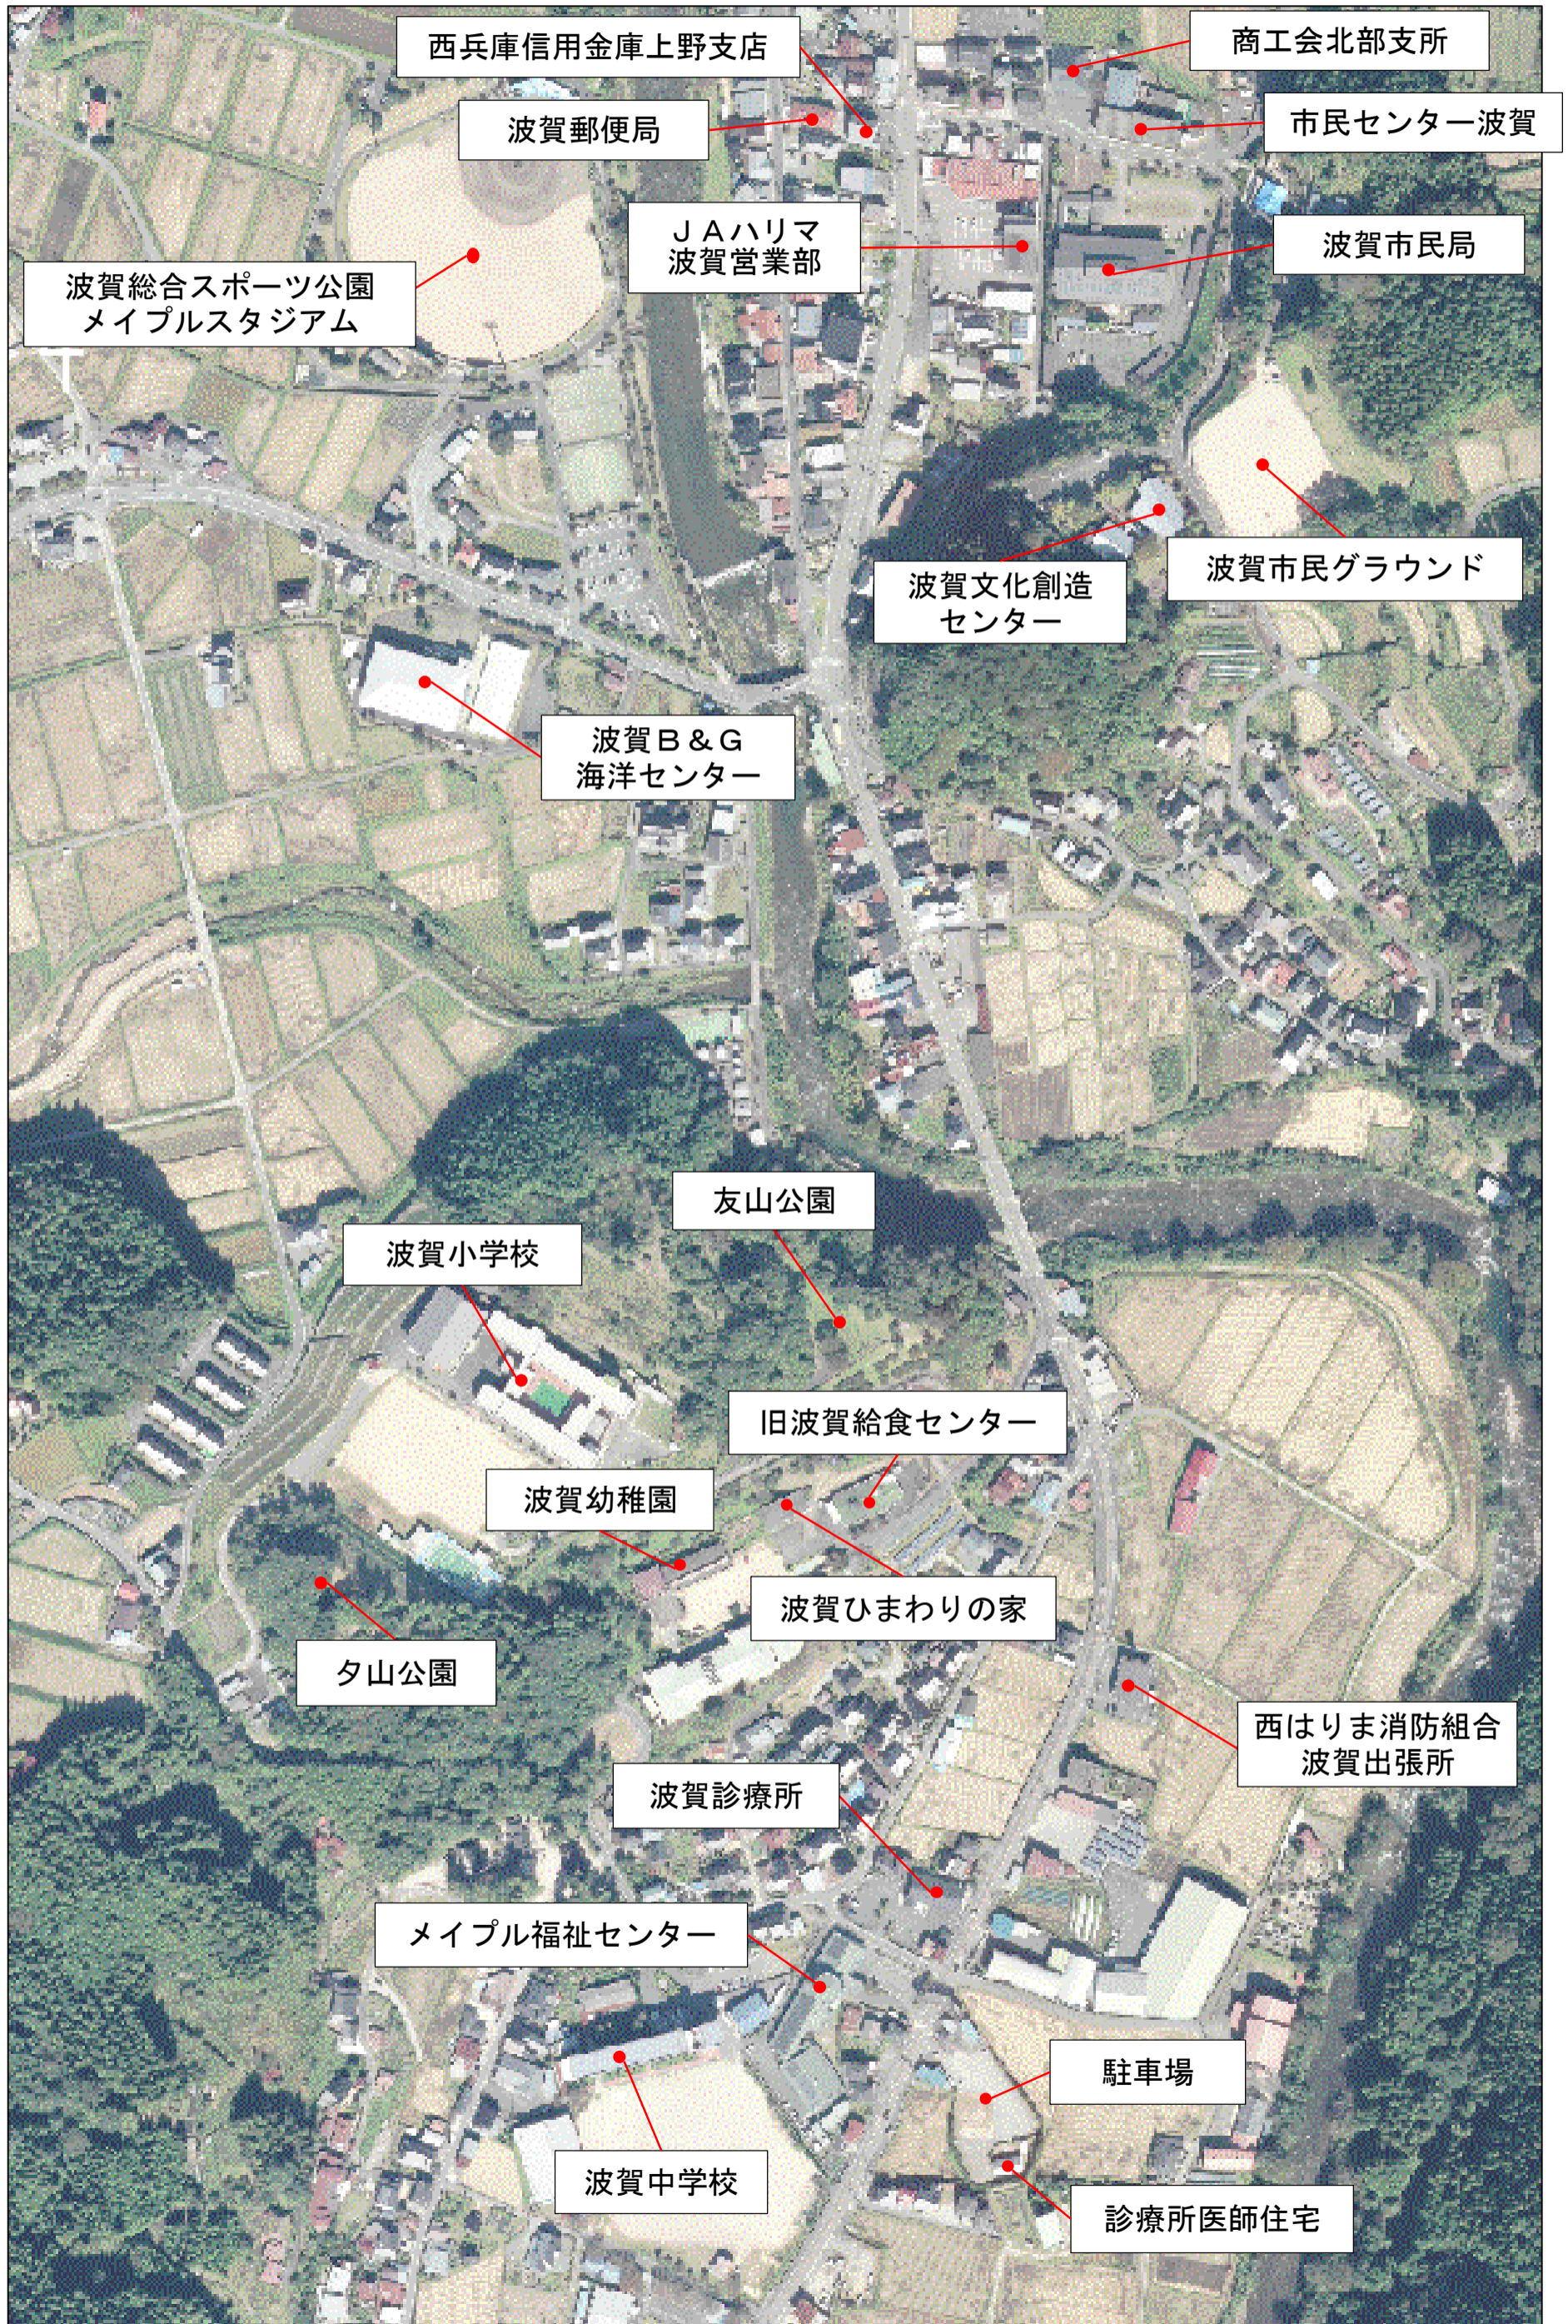 西兵庫信用金庫上野支店
商工会北部支所
波賀郵便局
市民センター波賀
ＪＡハリマ
波賀営業部
波賀市民局
波賀総合スポーツ公園
メイプルスタジアム
波賀文化創造
センター
波賀市民グラウンド
波賀Ｂ＆Ｇ
海洋センター
友山公園
波賀小学校
旧波賀給食センター
波賀幼稚園
波賀ひまわりの家
夕山公園
西はりま消防組合
波賀出張所
波賀診療所
メイプル福祉センター
駐車場
波賀中学校
診療所医師住宅